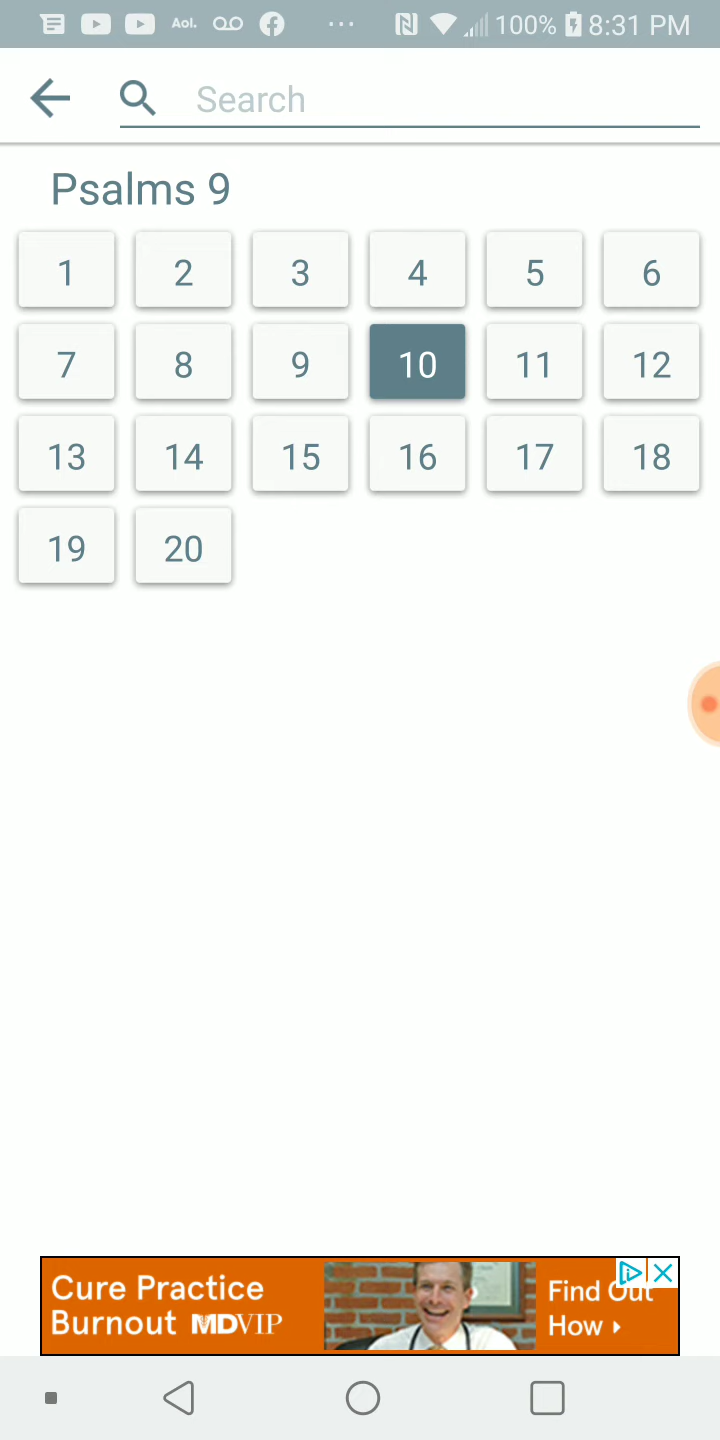 Aol. ... 100% 8:31 PM
Search
Psalms 9
1 2 3 4 5 6
7 8 9 10 11 12
13 14 15 16 17 18
19 20
Cure Practice
Burnout MDVIP
Find Out
How